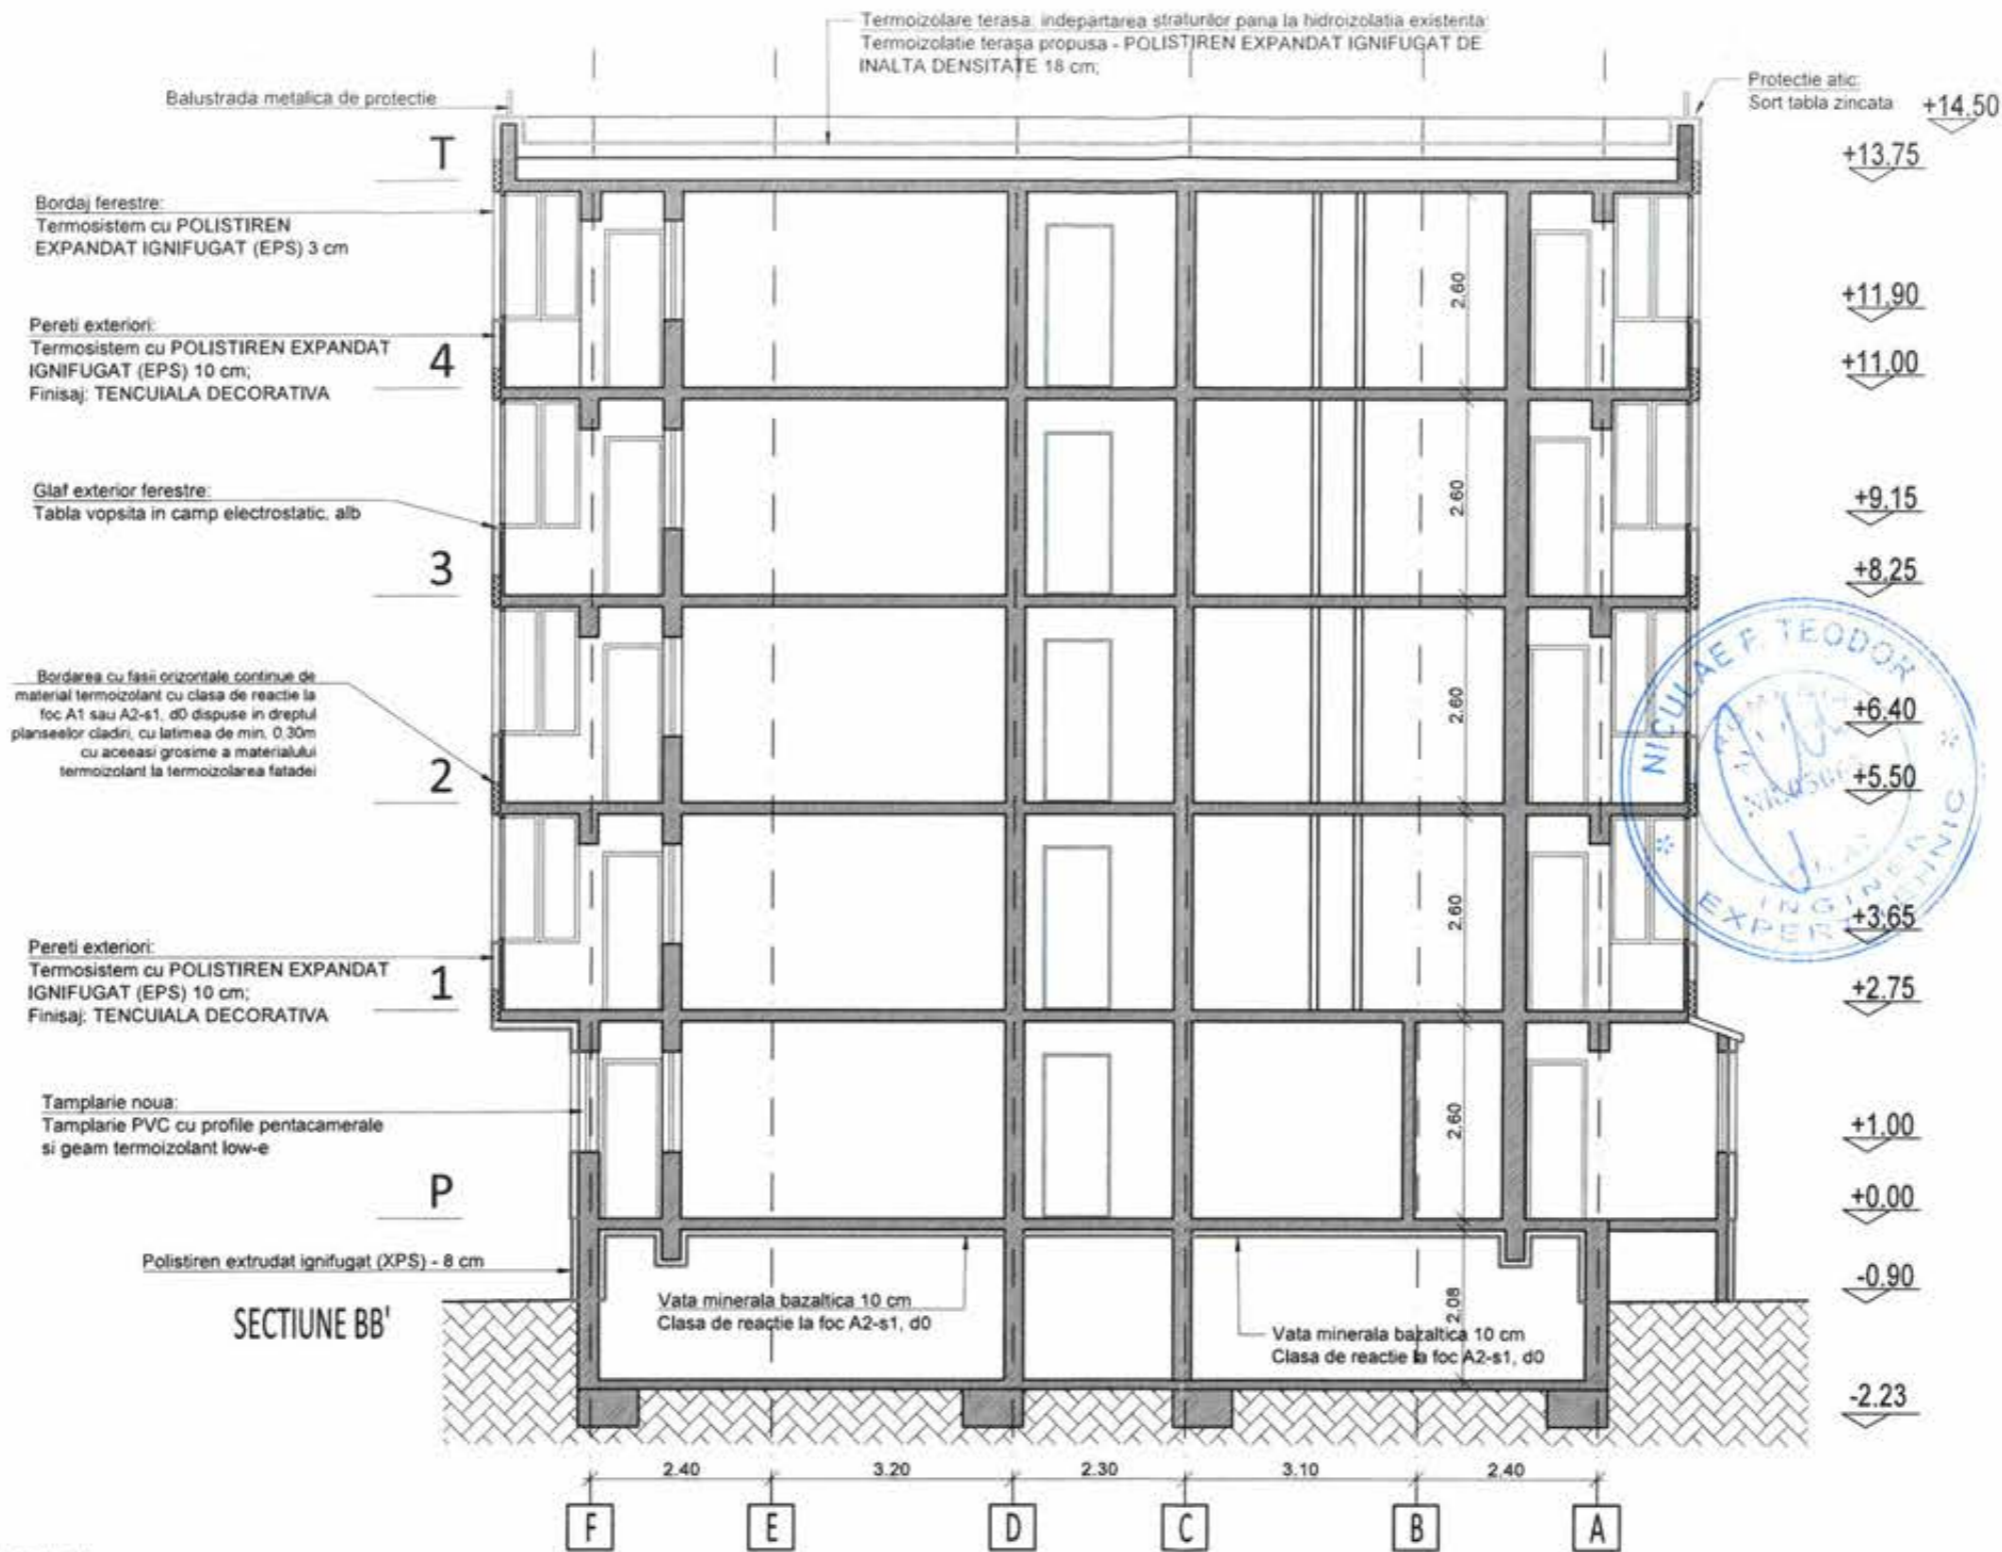 Termoizolare terasa: indepartarea straturilor pana la hidroizolatia existenta
Termoizolatie terasa propusa - POLISTIREN EXPANDAT IGNIFUGAT DE
INALTA DENSITATE 18 cm;
Balustrada metalica de protectie
Protectie atic:
Sort tabla zincata
+14.50
T
+13.75
Bordaj ferestre:
Termosistem cu POLISTIREN
EXPANDAT IGNIFUGAT (EPS) 3 cm
2.60
+11.90
Pereti exteriori:
Termosistem cu POLISTIREN EXPANDAT
IGNIFUGAT (EPS) 10 cm;
Finisaj: TENCUIALA DECORATIVA
4
+11.00
Glaf exterior ferestre:
Tabla vopsita in camp electrostatic, alb
2.60
+9.15
3
+8.25
Bordarea cu fasii orizontale continue de
material termoizolant cu clasa de reactie la
foc A1 sau A2-s1, d0 dispuse in dreptul
planseelor cladiri, cu latimea de min. 0.30m
cu aceeasi grosime a materialului
termoizolant la termoizolarea fatadei
2.60
NICULAE F. TEODOR
+6.40
2
+5.50
INGINER
EXPERT TEHNIC
2.60
+3.65
Pereti exteriori:
Termosistem cu POLISTIREN EXPANDAT
IGNIFUGAT (EPS) 10 cm;
Finisaj: TENCUIALA DECORATIVA
1
+2.75
Tamplarie noua:
Tamplarie PVC cu profile pentacamerale
si geam termoizolant low-e
2.60
+1.00
P
+0.00
Polistiren extrudat ignifugat (XPS) - 8 cm
-0.90
SECTIUNE BB'
Vata minerala bazaltica 10 cm
Clasa de reactie la foc A2-s1, d0
2.08
Vata minerala bazaltica 10 cm
Clasa de reactie la foc A2-s1, d0
-2.23
2.40 3.20 2.30 3.10 2.40
F E D C B A